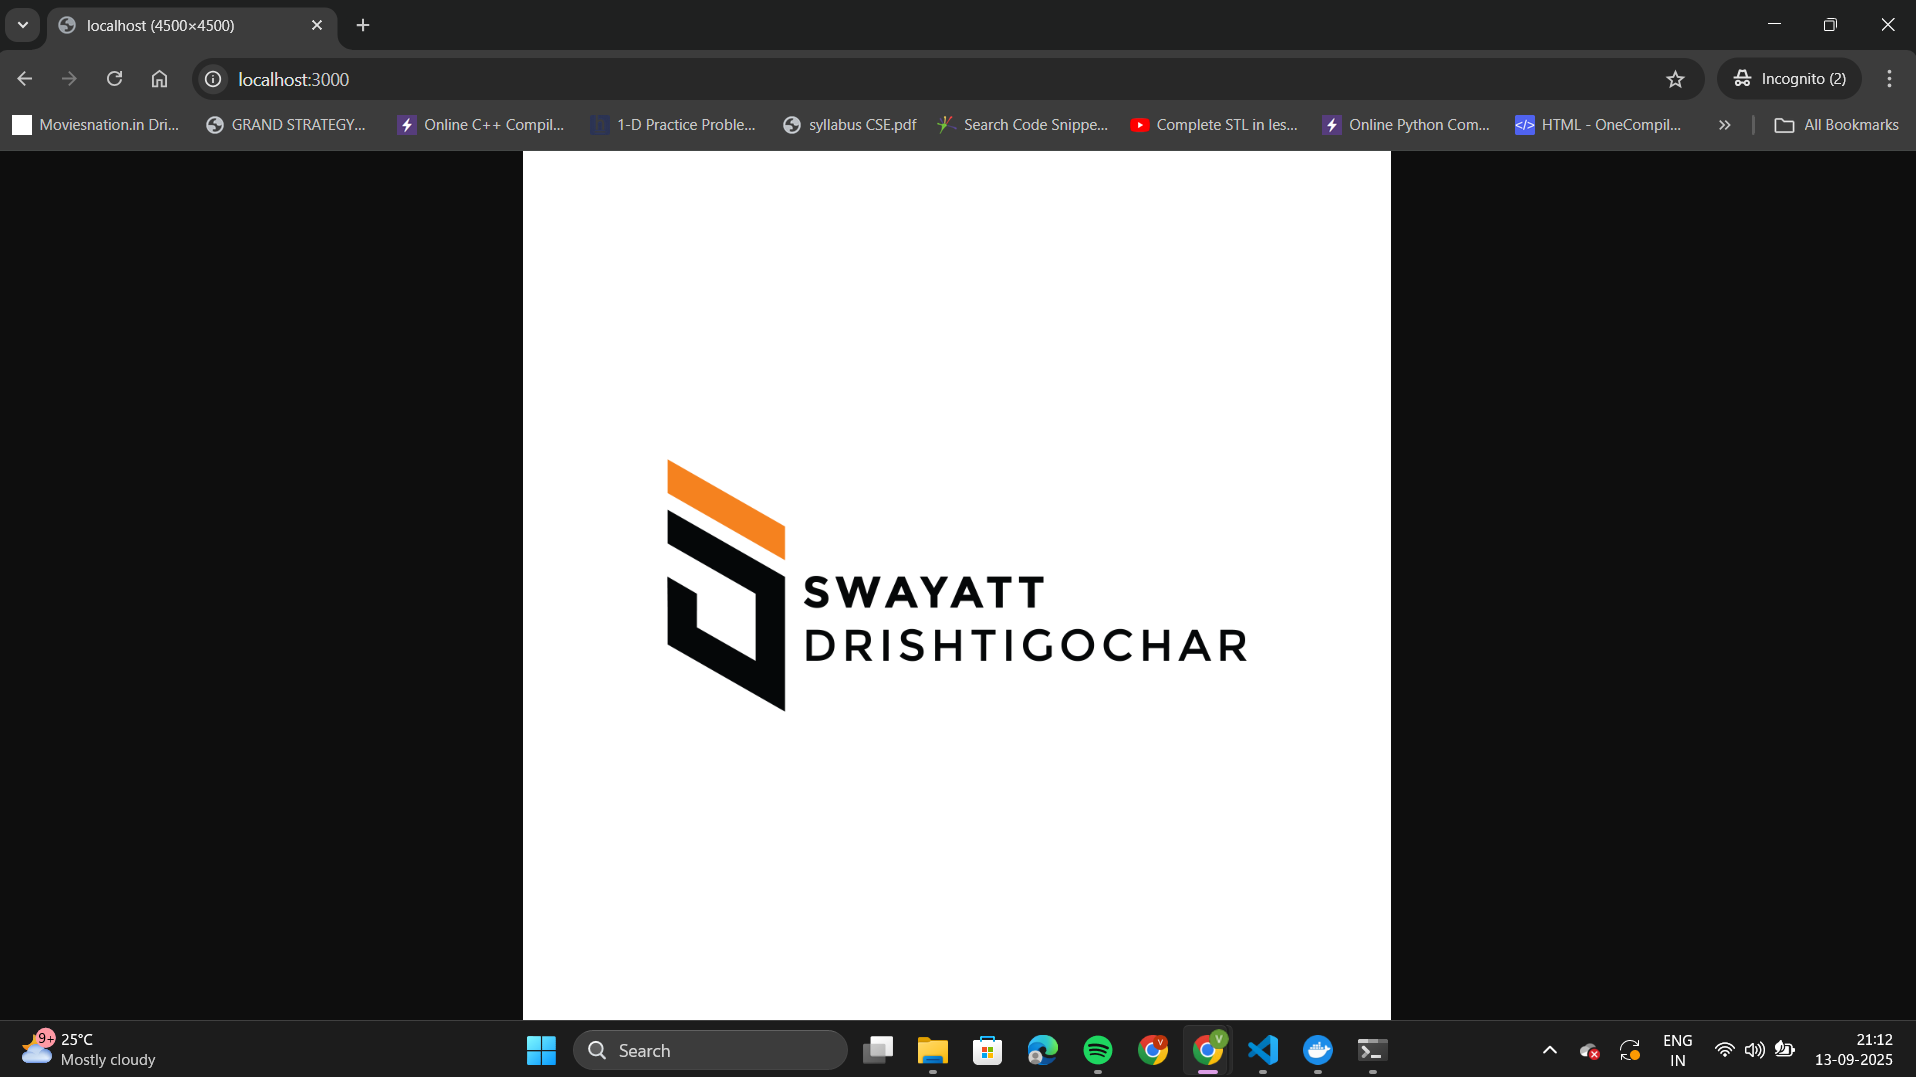 localhost (4500×4500)
localhost:3000
Incognito (2)
Moviesnation.in Dri...
GRAND STRATEGY...
Online C++ Compil...
1-D Practice Proble...
syllabus CSE.pdf
Search Code Snippe...
Complete STL in les...
Online Python Com...
HTML - OneCompil...
All Bookmarks
SWAYATT
DRISHTIGOCHAR
9+
25°C
Mostly cloudy
Search
V
V
ENG
IN
21:12
13-09-2025